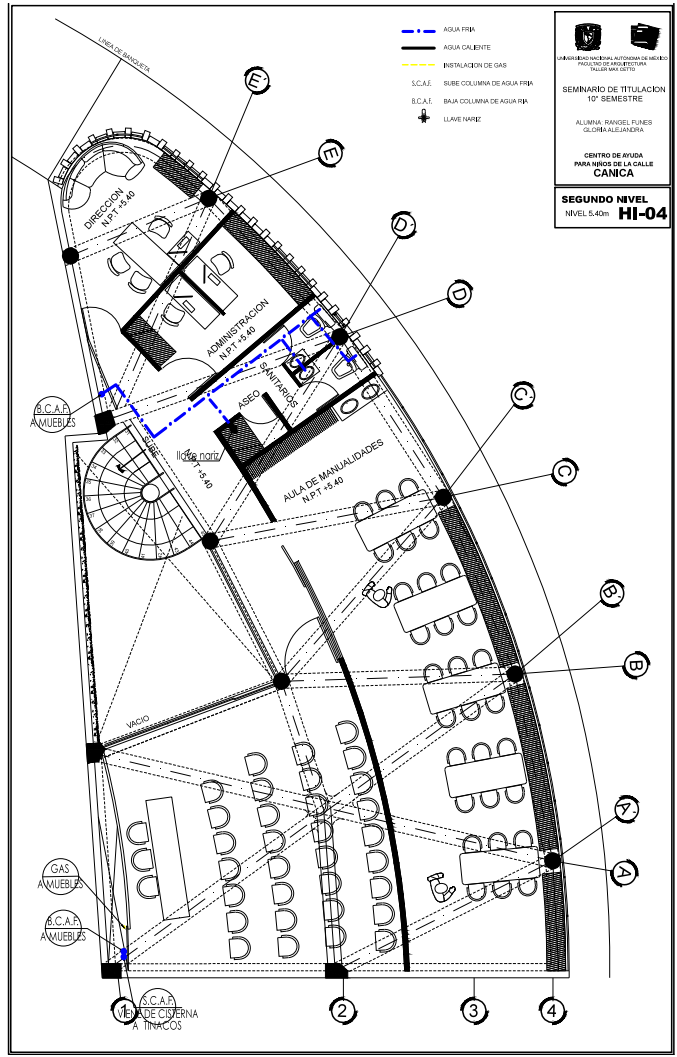 LINEA DE BANQUETA
AGUA FRIA
AGUA CALIENTE
INSTALACION DE GAS
S.C.A.F. SUBE COLUMNA DE AGUA FRIA
B.C.A.F. BAJA COLUMNA DE AGUA RIA
LLAVE NARIZ
UNIVERSIDAD NACIONAL AUTONOMA DE MEXICO
FACULTAD DE ARQUITECTURA
TALLER MAX CETTO
SEMINARIO DE TITULACION
10° SEMESTRE
ALUMNA: RANGEL FUNES
GLORIA ALEJANDRA
CENTRO DE AYUDA
PARA NIÑOS DE LA CALLE
CANICA
SEGUNDO NIVEL
NIVEL 5.40m HI-04
E'
E
D'
D
C'
C
B'
B
A'
A
DIRECCION
N.P.T +5.40
ADMINISTRACION
N.P.T +5.40
SANITARIOS
ASEO
B.C.A.F.
A MUEBLES
SUBE
llave nariz
N.P.T +5.40
AULA DE MANUALIDADES
N.P.T +5.40
VACIO
GAS
A MUEBLES
B.C.A.F.
A MUEBLES
S.C.A.F.
VIENE DE CISTERNA
A TINACOS
1
2
3
4